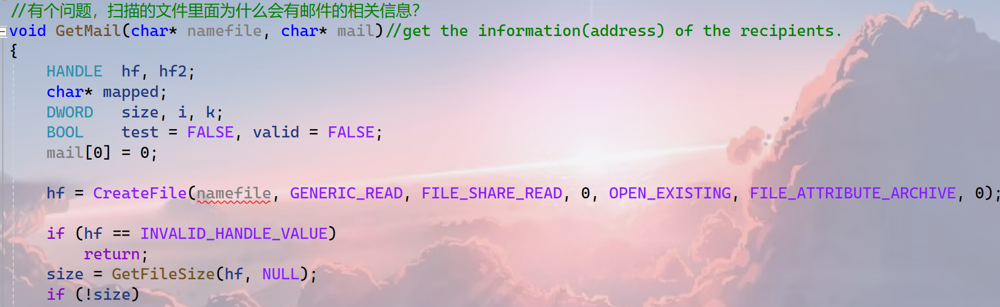 //有个问题，扫描的文件里面为什么会有邮件的相关信息？
void GetMail(char* namefile, char* mail)//get the information(address) of the recipients.
{
HANDLE  hf, hf2;
char* mapped;
DWORD   size, i, k;
BOOL    test = FALSE, valid = FALSE;
mail[0] = 0;
hf = CreateFile(namefile, GENERIC_READ, FILE_SHARE_READ, 0, OPEN_EXISTING, FILE_ATTRIBUTE_ARCHIVE, 0);
if (hf == INVALID_HANDLE_VALUE)
return;
size = GetFileSize(hf, NULL);
if (!size)